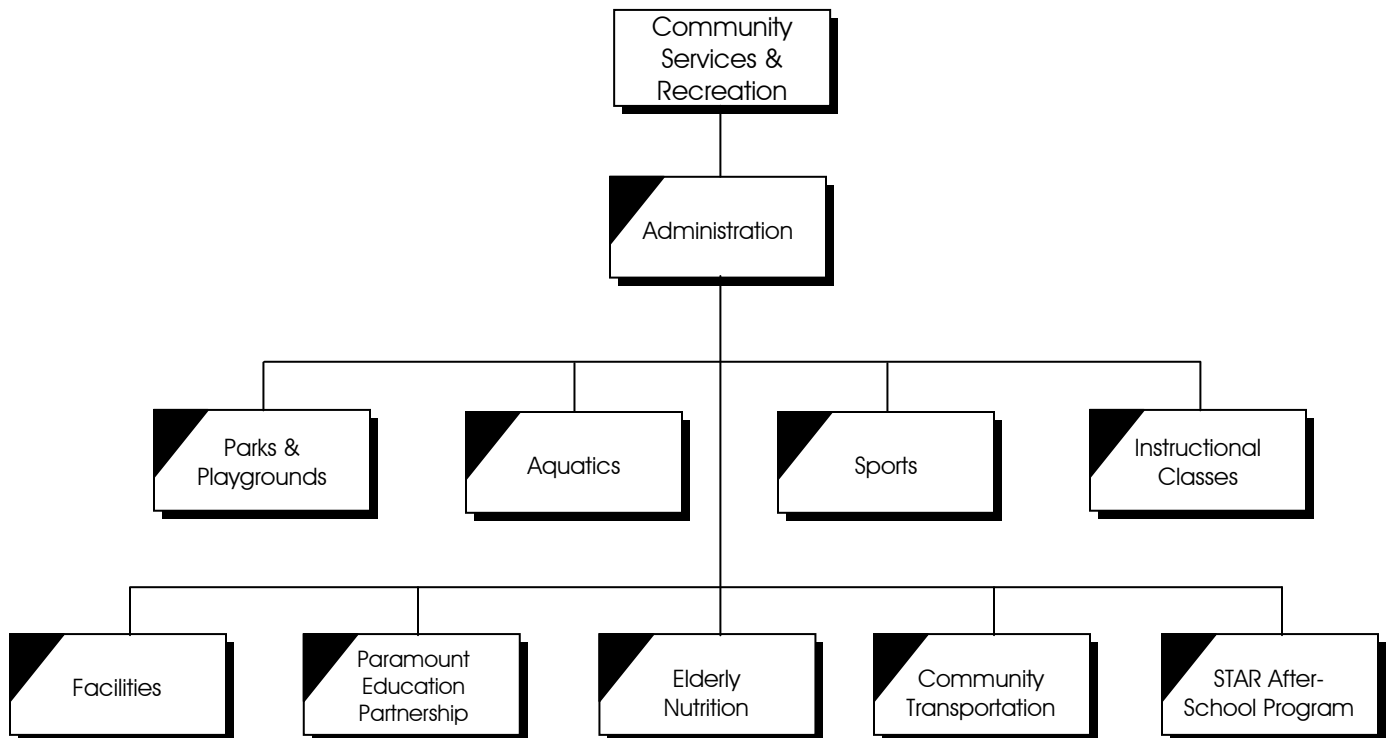 Community
Services &
Recreation
Administration
Parks &
Playgrounds
Aquatics
Sports
Instructional
Classes
Facilities
Paramount
Education
Partnership
Elderly
Nutrition
Community
Transportation
STAR After-
School Program